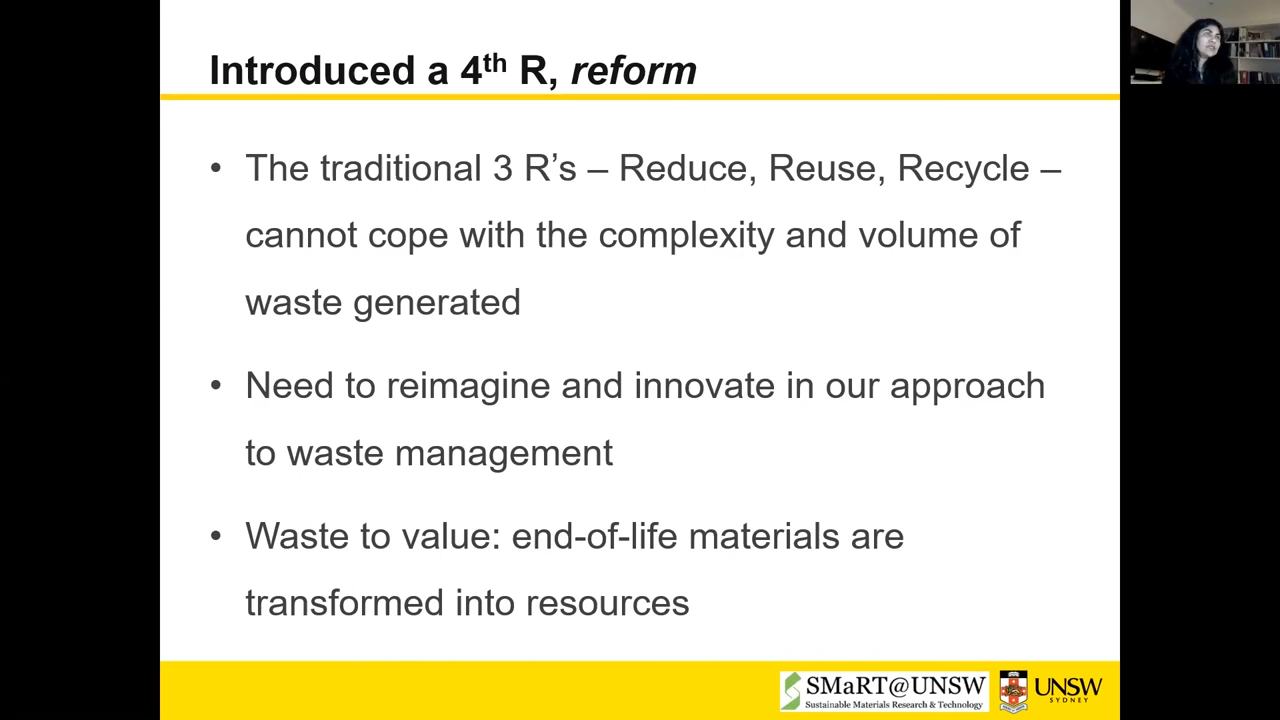 Introduced a 4th R, reform
• The traditional 3 R’s – Reduce, Reuse, Recycle –
cannot cope with the complexity and volume of
waste generated
• Need to reimagine and innovate in our approach
to waste management
• Waste to value: end-of-life materials are
transformed into resources
SMaRT@UNSW
Sustainable Materials Research & Technology
UNSW
SYDNEY